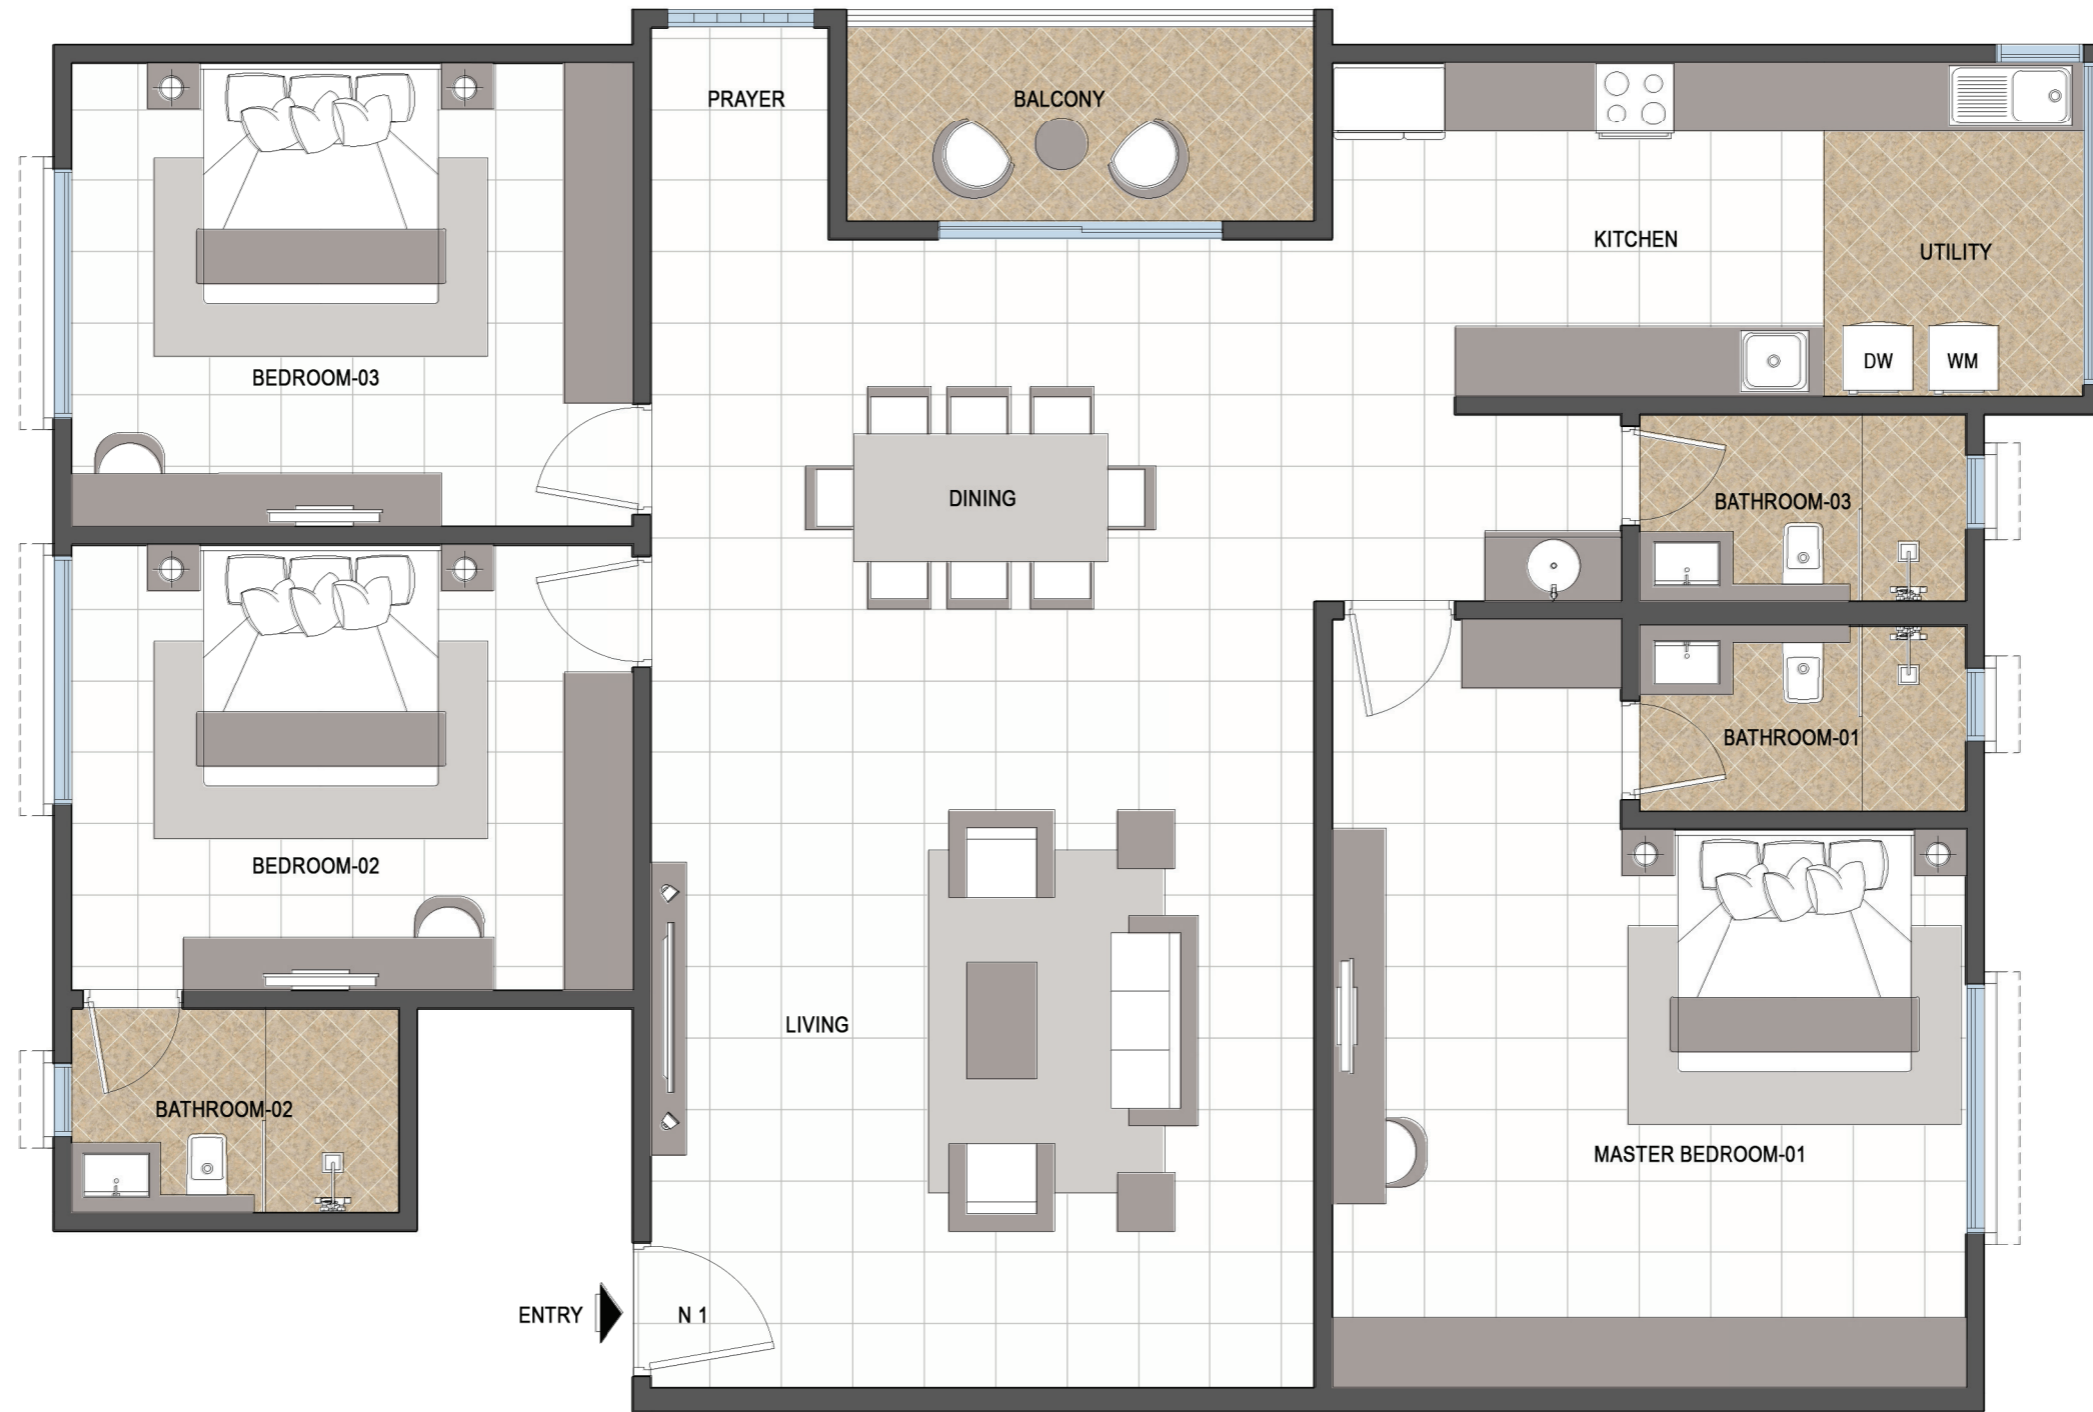 PRAYER
BALCONY
KITCHEN
UTILITY
DW
WM
BEDROOM-03
DINING
BATHROOM-03
BATHROOM-01
BEDROOM-02
LIVING
BATHROOM-02
MASTER BEDROOM-01
ENTRY
N 1